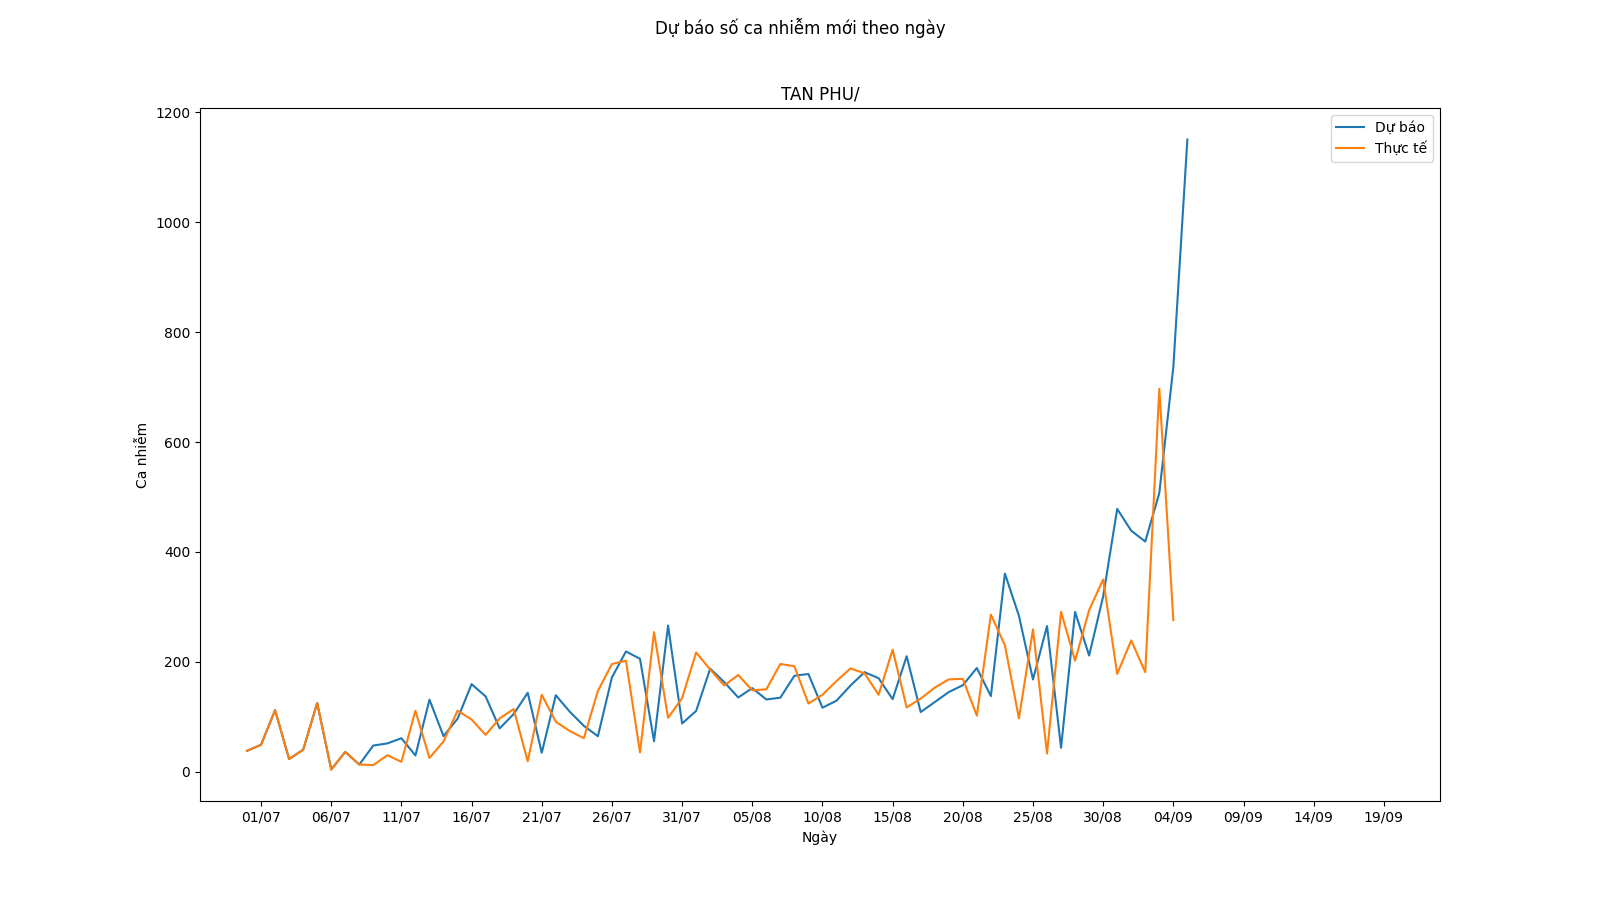 Dự báo số ca nhiễm mới theo ngày
TAN PHU/
Dự báo
Thực tế
Ca nhiễm
1200
1000
800
600
400
200
0
01/07 06/07 11/07 16/07 21/07 26/07 31/07 05/08 10/08 15/08 20/08 25/08 30/08 04/09 09/09 14/09 19/09
Ngày